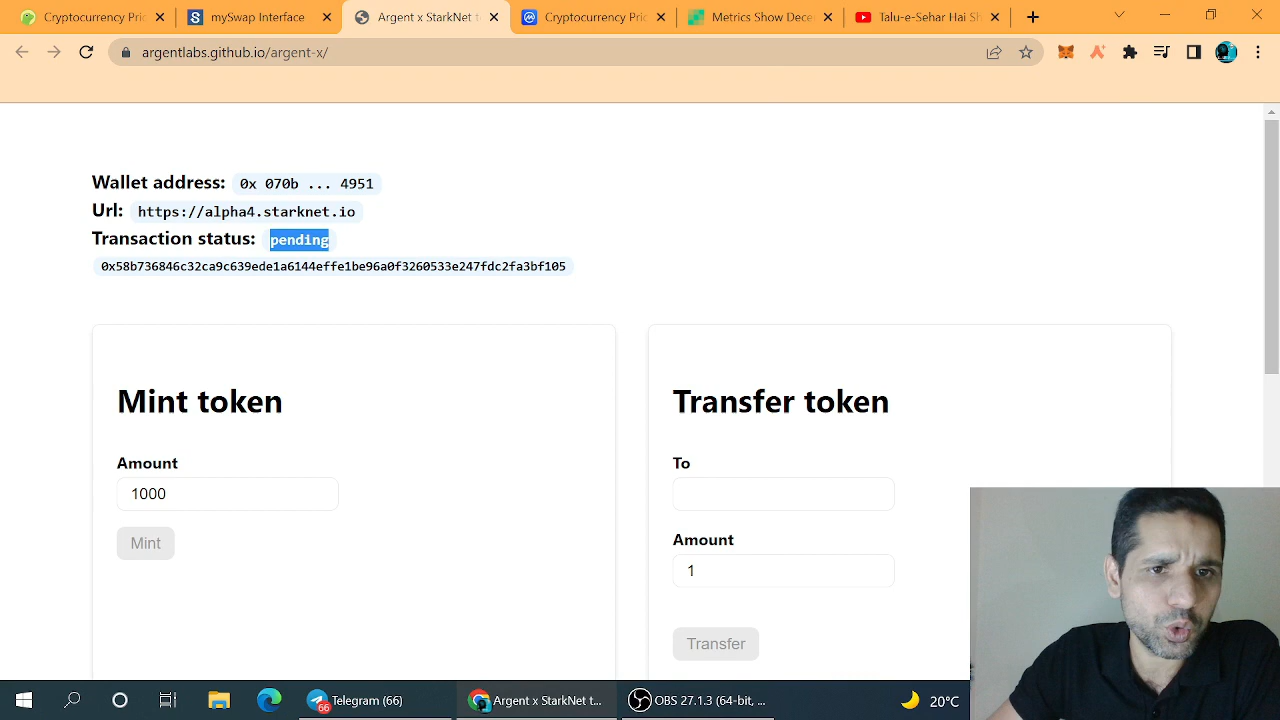 Cryptocurrency Pric
mySwap Interface
Argent x StarkNet t
Cryptocurrency Pric
Metrics Show Dece
Talu-e-Sehar Hai Sh
argentlabs.github.io/argent-x/
Wallet address: 0x 070b ... 4951
Url: https://alpha4.starknet.io
Transaction status: pending
0x58b736846c32ca9c639ede1a6144effe1be96a0f3260533e247fdc2fa3bf105
Mint token
Amount
1000
Mint
Transfer token
To
Amount
1
Transfer
66
Telegram (66)
Argent x StarkNet t...
OBS 27.1.3 (64-bit, ...
20°C